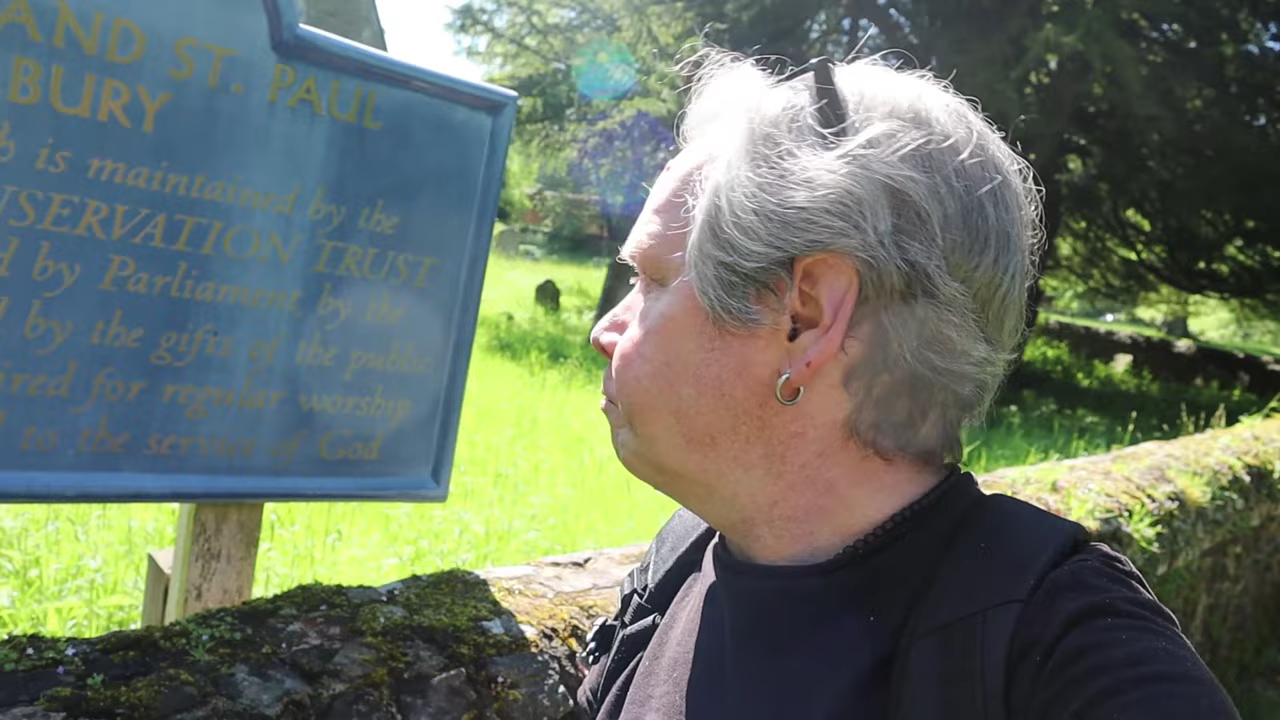 AND ST. PAUL
BURY
is maintained by the
NSERVATION TRUST
d by Parliament by the
d by the gifts of the public
ired for regular worship
d to the service of God